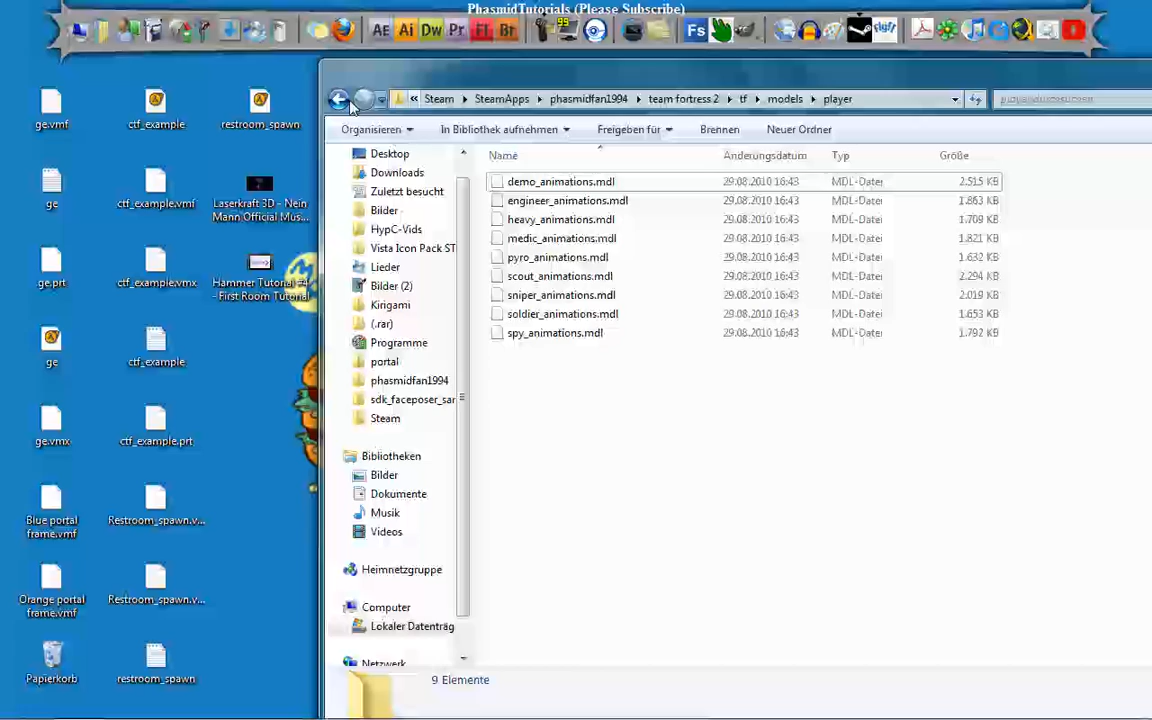 PhasmidTutorials (Please Subscribe)
AE Ai Dw Pr Fl Br 99 Fs
« Steam SteamApps phasmidfan1994 team fortress 2 tf models player
Organisieren In Bibliothek aufnehmen Freigeben für Brennen Neuer Ordner
Name Änderungsdatum Typ Größe
demo_animations.mdl 29.08.2010 16:43 MDL-Datei 2.515 KB
engineer_animations.mdl 29.08.2010 16:43 MDL-Datei 1.863 KB
heavy_animations.mdl 29.08.2010 16:43 MDL-Datei 1.709 KB
medic_animations.mdl 29.08.2010 16:43 MDL-Datei 1.821 KB
pyro_animations.mdl 29.08.2010 16:43 MDL-Datei 1.632 KB
scout_animations.mdl 29.08.2010 16:43 MDL-Datei 2.294 KB
sniper_animations.mdl 29.08.2010 16:43 MDL-Datei 2.019 KB
soldier_animations.mdl 29.08.2010 16:43 MDL-Datei 1.653 KB
spy_animations.mdl 29.08.2010 16:43 MDL-Datei 1.792 KB
Desktop
Downloads
Zuletzt besucht
Bilder
HypC-Vids
Vista Icon Pack ST
Lieder
Bilder (2)
Kirigami
(.rar)
Programme
portal
phasmidfan1994
sdk_faceposer_sar
Steam
Bibliotheken
Bilder
Dokumente
Musik
Videos
Heimnetzgruppe
Computer
Lokaler Datenträg
Netzwerk
9 Elemente
ge.vmf
ctf_example
restroom_spawn
ge
ctf_example.vmf
Laserkraft 3D - Nein
Mann Official Mus...
ge.prt
ctf_example.vmx
Hammer Tutorial #4
- First Room Tutorial
ge
ctf_example
ge.vmx
ctf_example.prt
Blue portal
frame.vmf
Restroom_spawn.v...
Orange portal
frame.vmf
Restroom_spawn.v...
Papierkorb
restroom_spawn